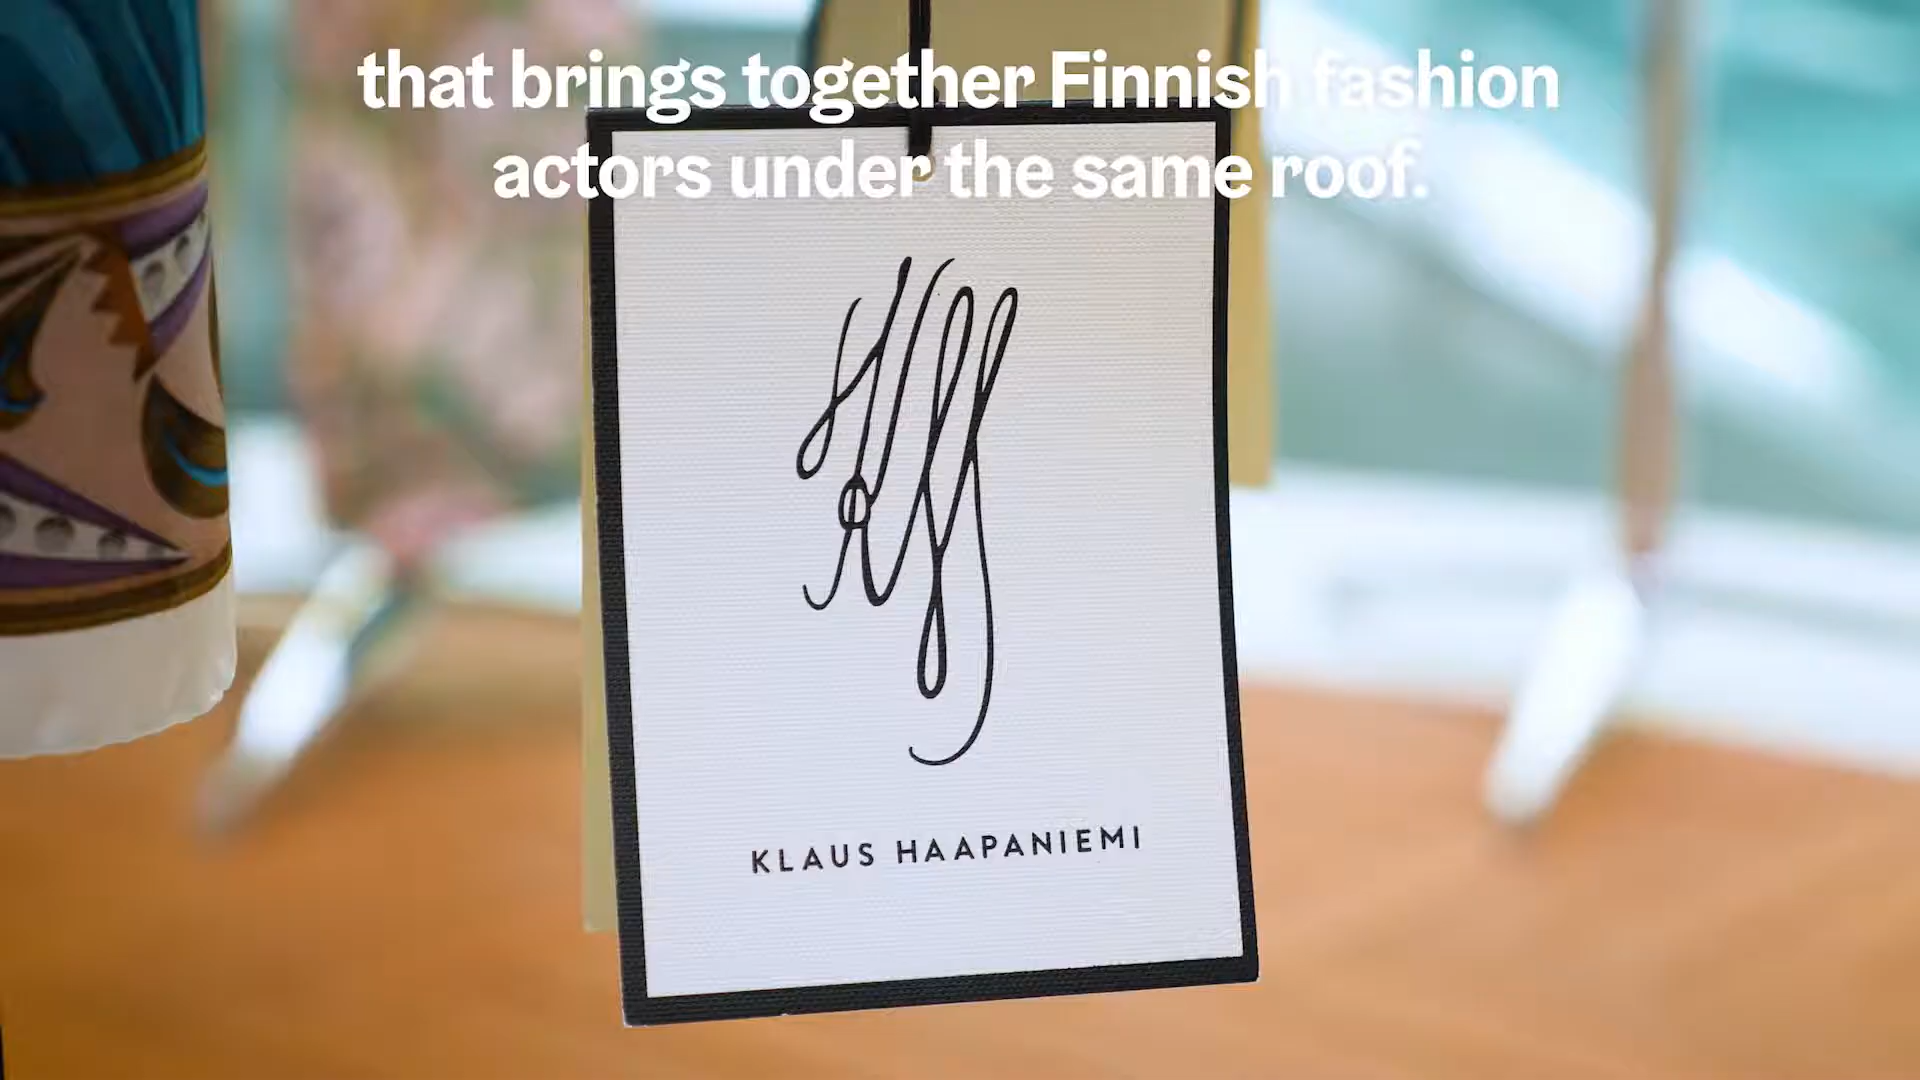 that brings together Finnish fashion
actors under the same roof.
KLAUS HAAPANIEMI